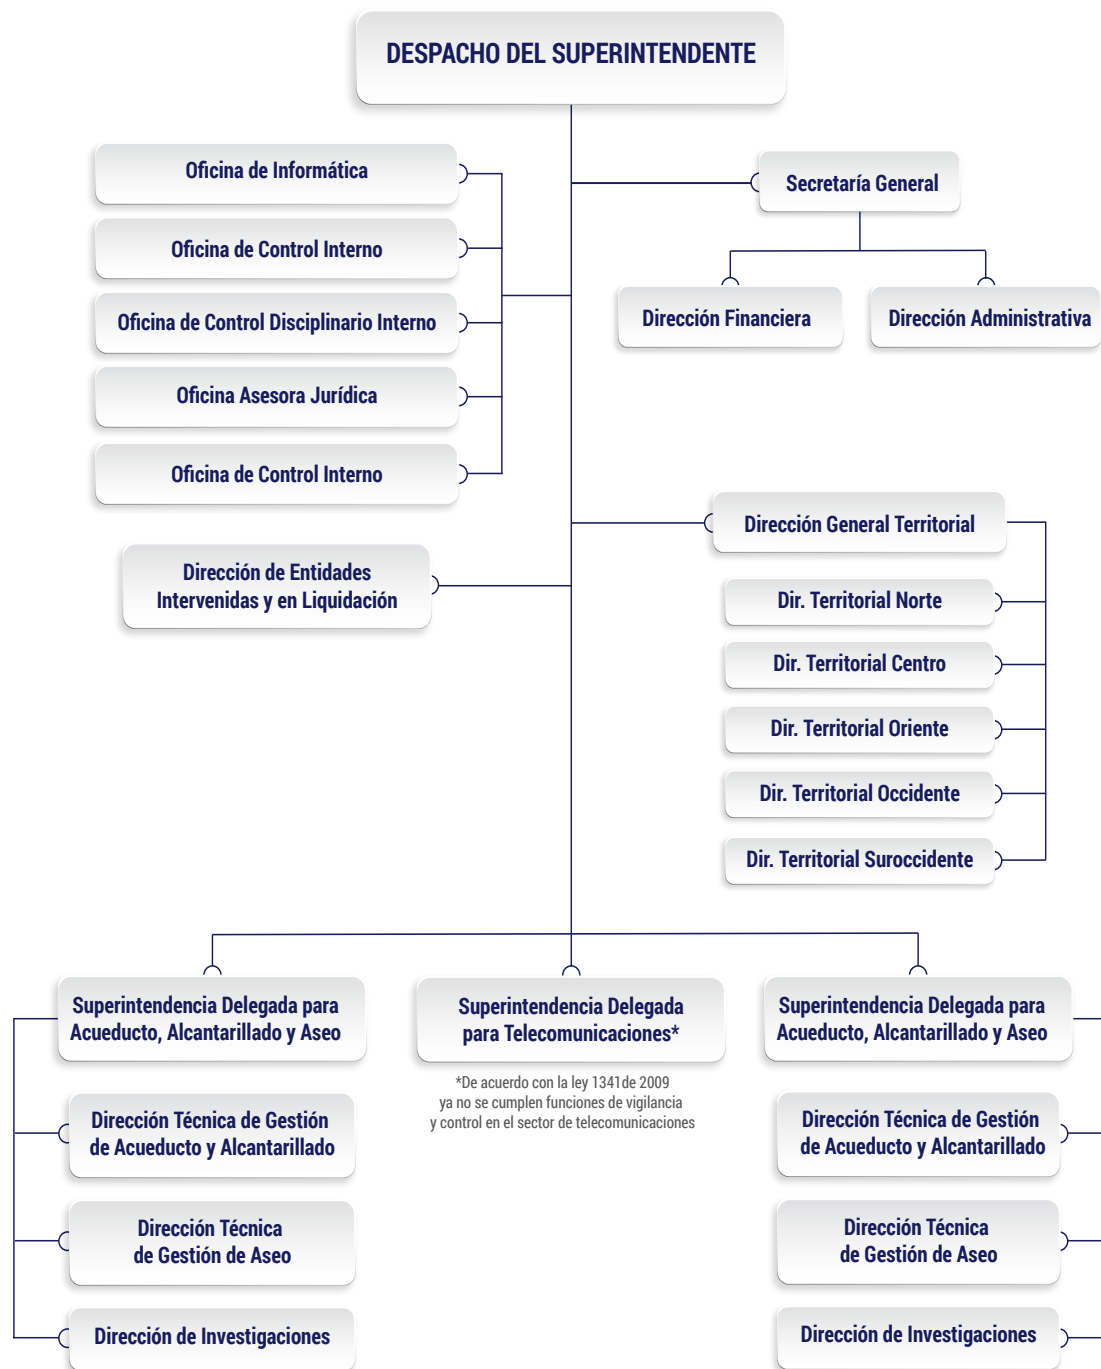 DESPACHO DEL SUPERINTENDENTE
Oficina de Informática
Oficina de Control Interno
Oficina de Control Disciplinario Interno
Oficina Asesora Jurídica
Oficina de Control Interno
Dirección de Entidades
Intervenidas y en Liquidación
Secretaría General
Dirección Financiera
Dirección Administrativa
Dirección General Territorial
Dir. Territorial Norte
Dir. Territorial Centro
Dir. Territorial Oriente
Dir. Territorial Occidente
Dir. Territorial Suroccidente
Superintendencia Delegada para
Acueducto, Alcantarillado y Aseo
Dirección Técnica de Gestión
de Acueducto y Alcantarillado
Dirección Técnica
de Gestión de Aseo
Dirección de Investigaciones
Superintendencia Delegada
para Telecomunicaciones*
*De acuerdo con la ley 1341de 2009
ya no se cumplen funciones de vigilancia
y control en el sector de telecomunicaciones
Superintendencia Delegada para
Acueducto, Alcantarillado y Aseo
Dirección Técnica de Gestión
de Acueducto y Alcantarillado
Dirección Técnica
de Gestión de Aseo
Dirección de Investigaciones